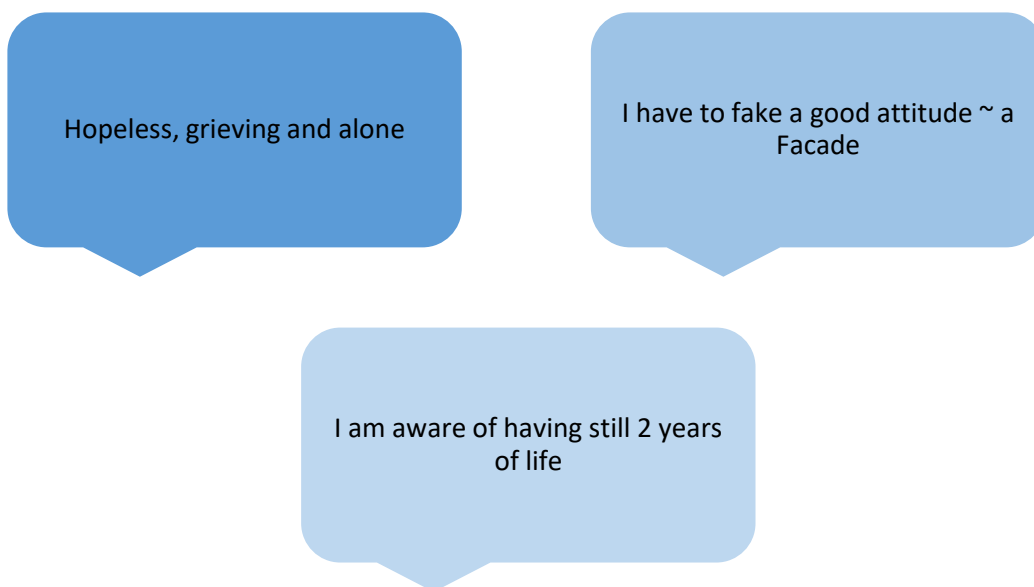 Hopeless, grieving and alone
I have to fake a good attitude ~ a
Facade
I am aware of having still 2 years
of life